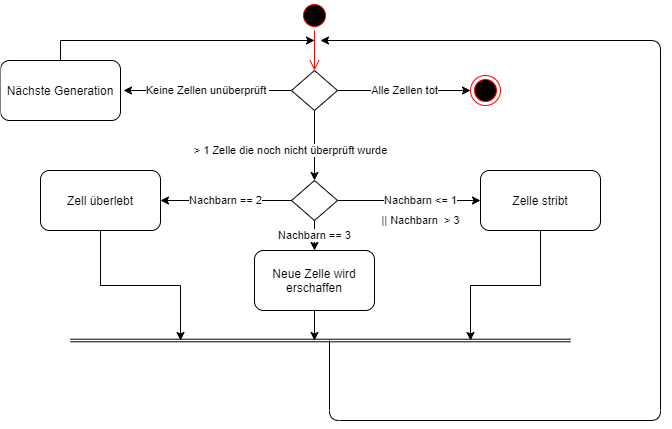 Nächste Generation
Keine Zellen unüberprüft
Alle Zellen tot
> 1 Zelle die noch nicht überprüft wurde
Zell überlebt
Nachbarn == 2
Nachbarn <= 1
|| Nachbarn > 3
Zelle stribt
Nachbarn == 3
Neue Zelle wird
erschaffen